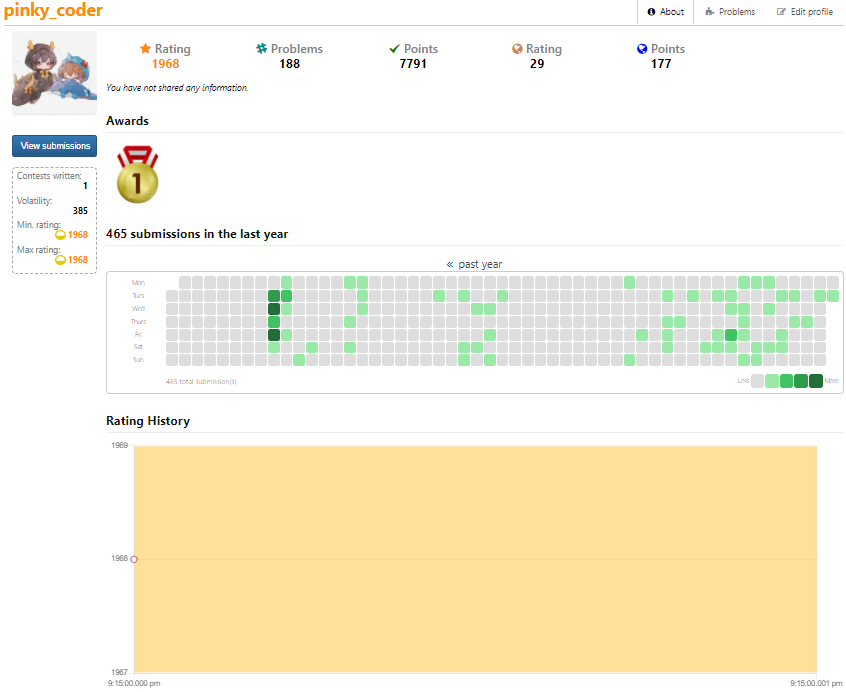 pinky_coder
About Problems Edit profile
Rating Problems Points Rating Points
1968 188 7791 29 177
You have not shared any information.
Awards
1
View submissions
Contests written:
1
Volatility:
385
Min. rating:
1968
Max rating:
1968
465 submissions in the last year
« past year
Mon
Tues
Wed
Thurs
Fri
Sat
Sun
465 total submission(s)
Less More
Rating History
1969
1968
1967
9:15:00.000 pm 9:15:00.001 pm